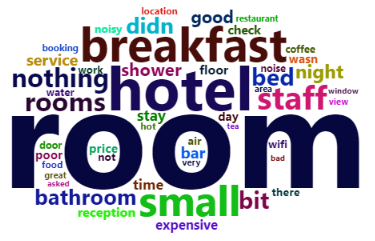 location
noisy didn good restaurant
check
booking breakfast coffee
service wasn
nothing work shower floor noise night
water hotel bed area window
rooms staff view
stay day
hot tea
room
door price air wifi
poor not bar very bad
food
great
asked time there
bathroom small bit
reception
expensive